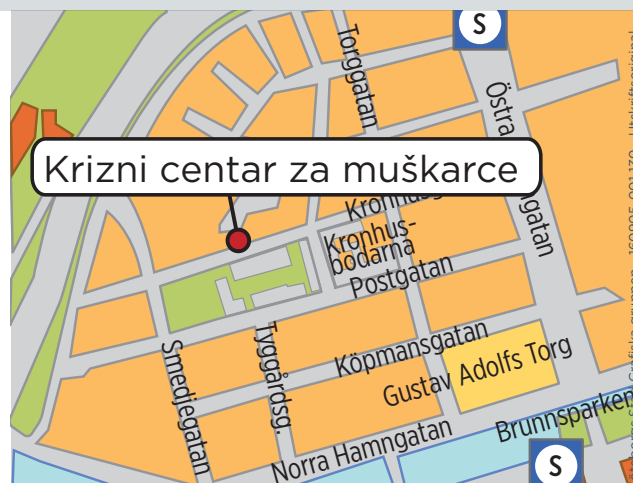 S
Torggatan
Östra
ngatan
Krizni centar za muškarce
Kronhusg
Kronhus-
bodarna
Postgatan
Smedjegatan
Tyggårdsg.
Köpmansgatan
Gustav Adolfs Torg
Norra Hamngatan
Brunnsparken
S